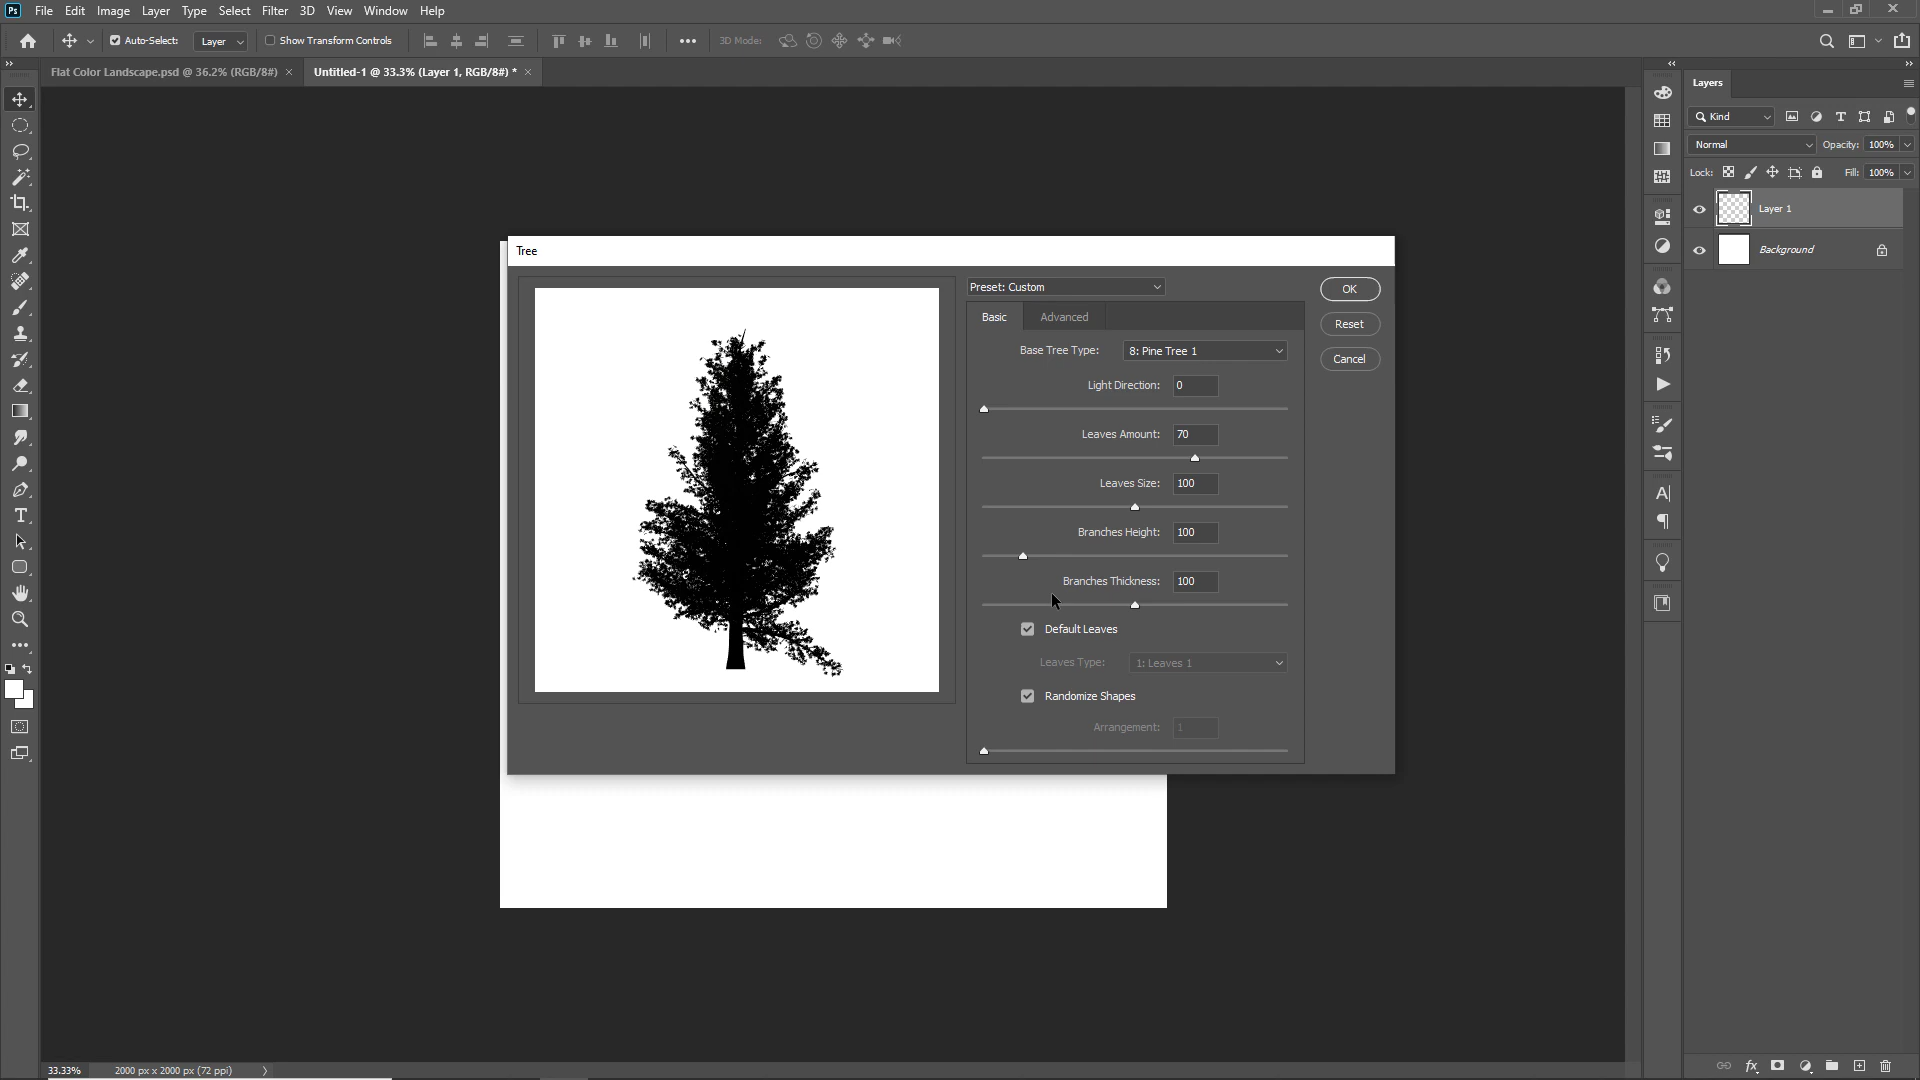 Ps File Edit Image Layer Type Select Filter 3D View Window Help
Auto-Select: Layer Show Transform Controls 3D Mode:
Flat Color Landscape.psd @ 36.2% (RGB/8#) Untitled-1 @ 33.3% (Layer 1, RGB/8#) *
Layers
Kind
Normal Opacity: 100%
Lock: Fill: 100%
Layer 1
Background
Tree
Preset: Custom
OK
Basic Advanced
Reset
Base Tree Type: 8: Pine Tree 1
Cancel
Light Direction: 0
Leaves Amount: 70
Leaves Size: 100
Branches Height: 100
Branches Thickness: 100
Default Leaves
Leaves Type: 1: Leaves 1
Randomize Shapes
Arrangement: 1
33.33% 2000 px x 2000 px (72 ppi)